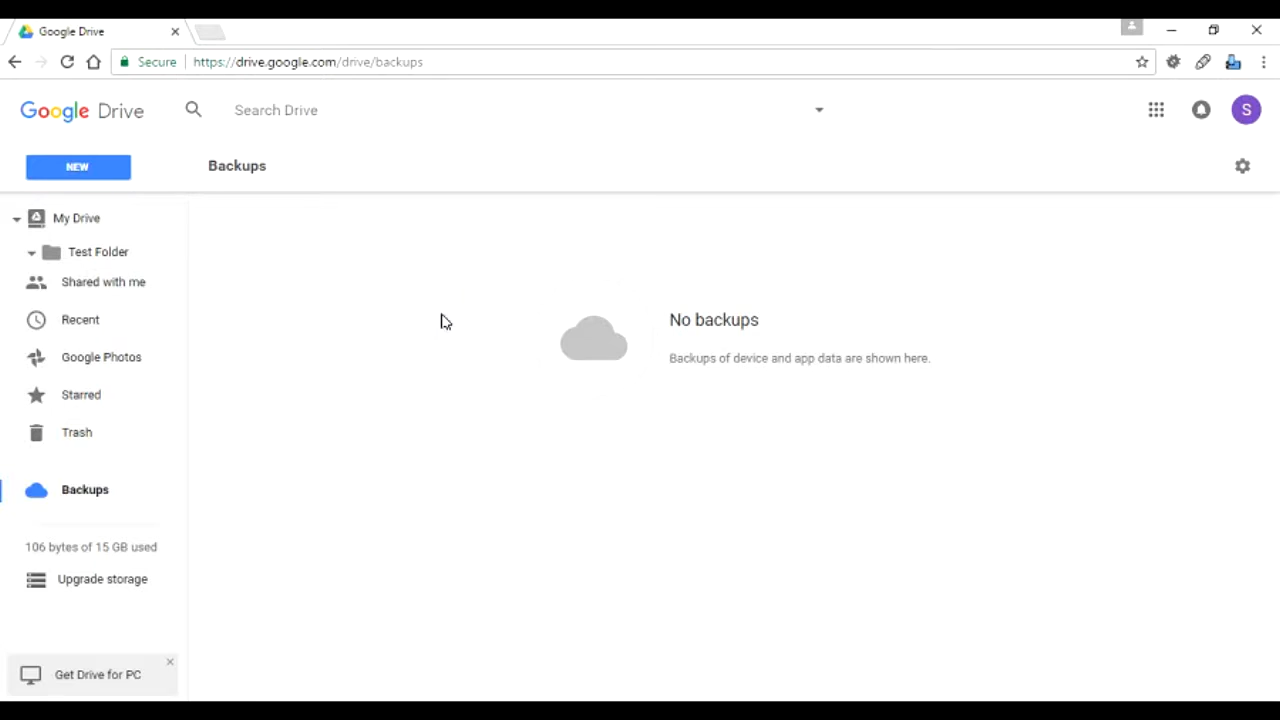 Google Drive
Secure https://drive.google.com/drive/backups
Google Drive Search Drive S
NEW Backups
My Drive
Test Folder
Shared with me
Recent
Google Photos
Starred
Trash
Backups
106 bytes of 15 GB used
Upgrade storage
Get Drive for PC
No backups
Backups of device and app data are shown here.